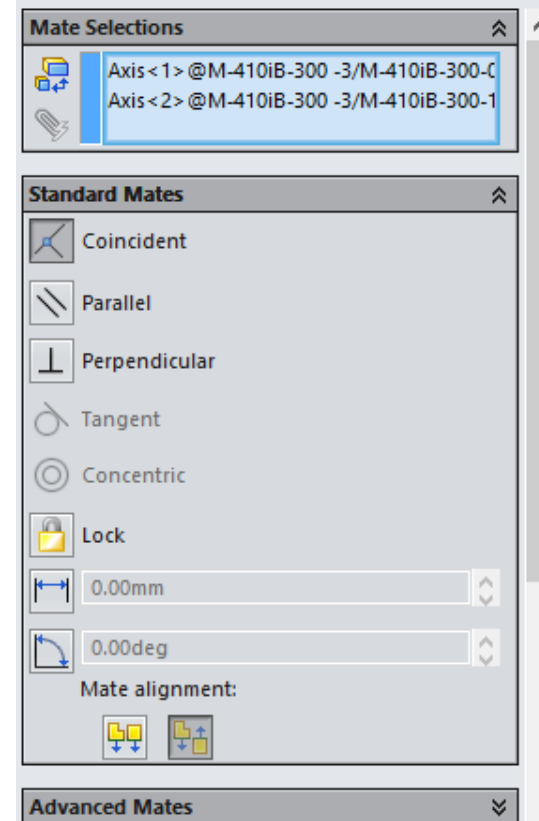 Mate Selections
Axis<1>@M-410iB-300 -3/M-410iB-300-
Axis<2>@M-410iB-300 -3/M-410iB-300-1
Standard Mates
Coincident
Parallel
Perpendicular
Tangent
Concentric
Lock
0.00mm
0.00deg
Mate alignment:
Advanced Mates